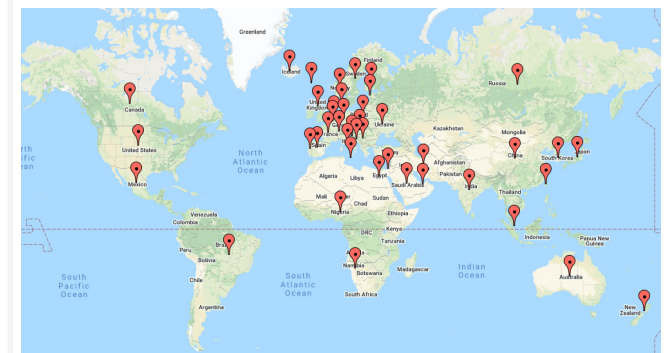 Greenland
Iceland
Finland
Sweden
Russia
Canada
United
Kingdom
Ukraine
France
Spain
Kazakhstan
Mongolia
United States
North
Atlantic
Ocean
China
South Korea
Japan
Afghanistan
Pakistan
Algeria
Libya
Egypt
Saudi Arabia
Mexico
India
Thailand
Mali
Chad
Sudan
Nigeria
Ethiopia
Venezuela
Colombia
DRC
Kenya
Tanzania
Indonesia
Papua New
Guinea
Peru
Bolivia
Namibia
Botswana
Madagascar
Indian
Ocean
Australia
South
Pacific
Ocean
Chile
South
Atlantic
Ocean
South Africa
Argentina
New
Zealand